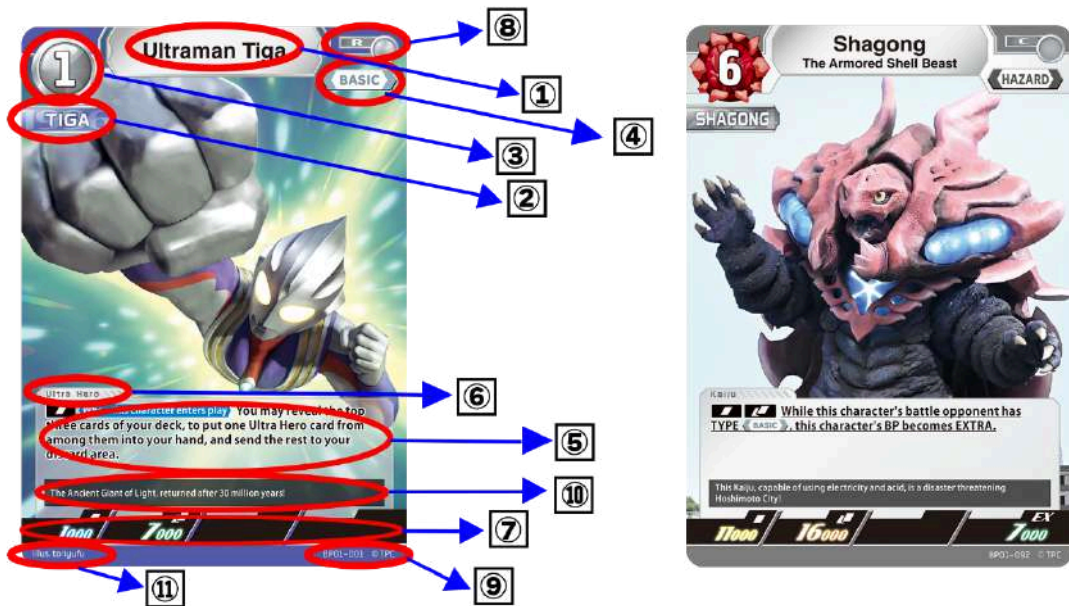 1
Ultraman Tiga
R
BASIC
TIGA
⑧
①
④
③
②
Ultra Hero
character enters play You may reveal the top
three cards of your deck, to put one Ultra Hero card from
among them into your hand, and send the rest to your
discard area.
The Ancient Giant of Light, returned after 30 million years!
1000 7000
Illus toriyufu BP01-001 ©TPC
⑥
⑤
⑩
⑦
⑪
⑨
6
Shagong
The Armored Shell Beast
C
HAZARD
SHAGONG
Kaiju
While this character's battle opponent has
TYPE BASIC, this character's BP becomes EXTRA.
This Kaiju, capable of using electricity and acid, is a disaster threatening
Hoshimoto City!
EX
11000 16000 7000
BP01-092 ©TPC